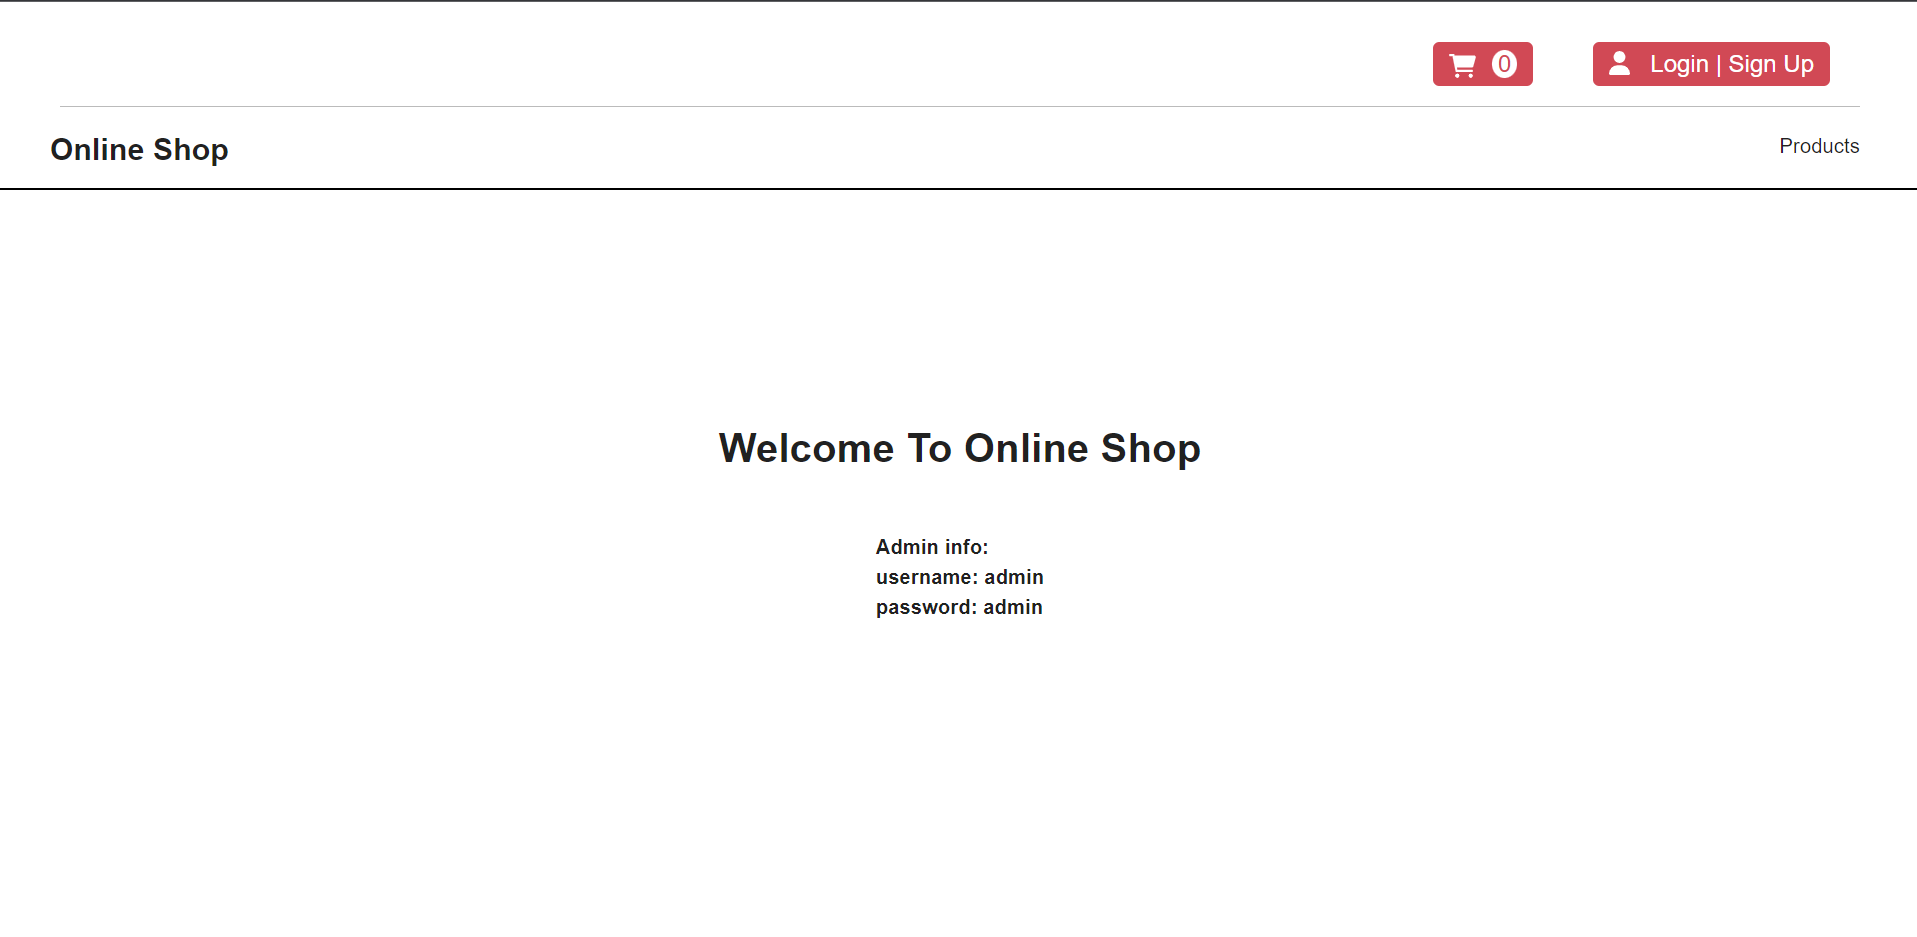 0
Login | Sign Up
Online Shop
Products
Welcome To Online Shop
Admin info:
username: admin
password: admin